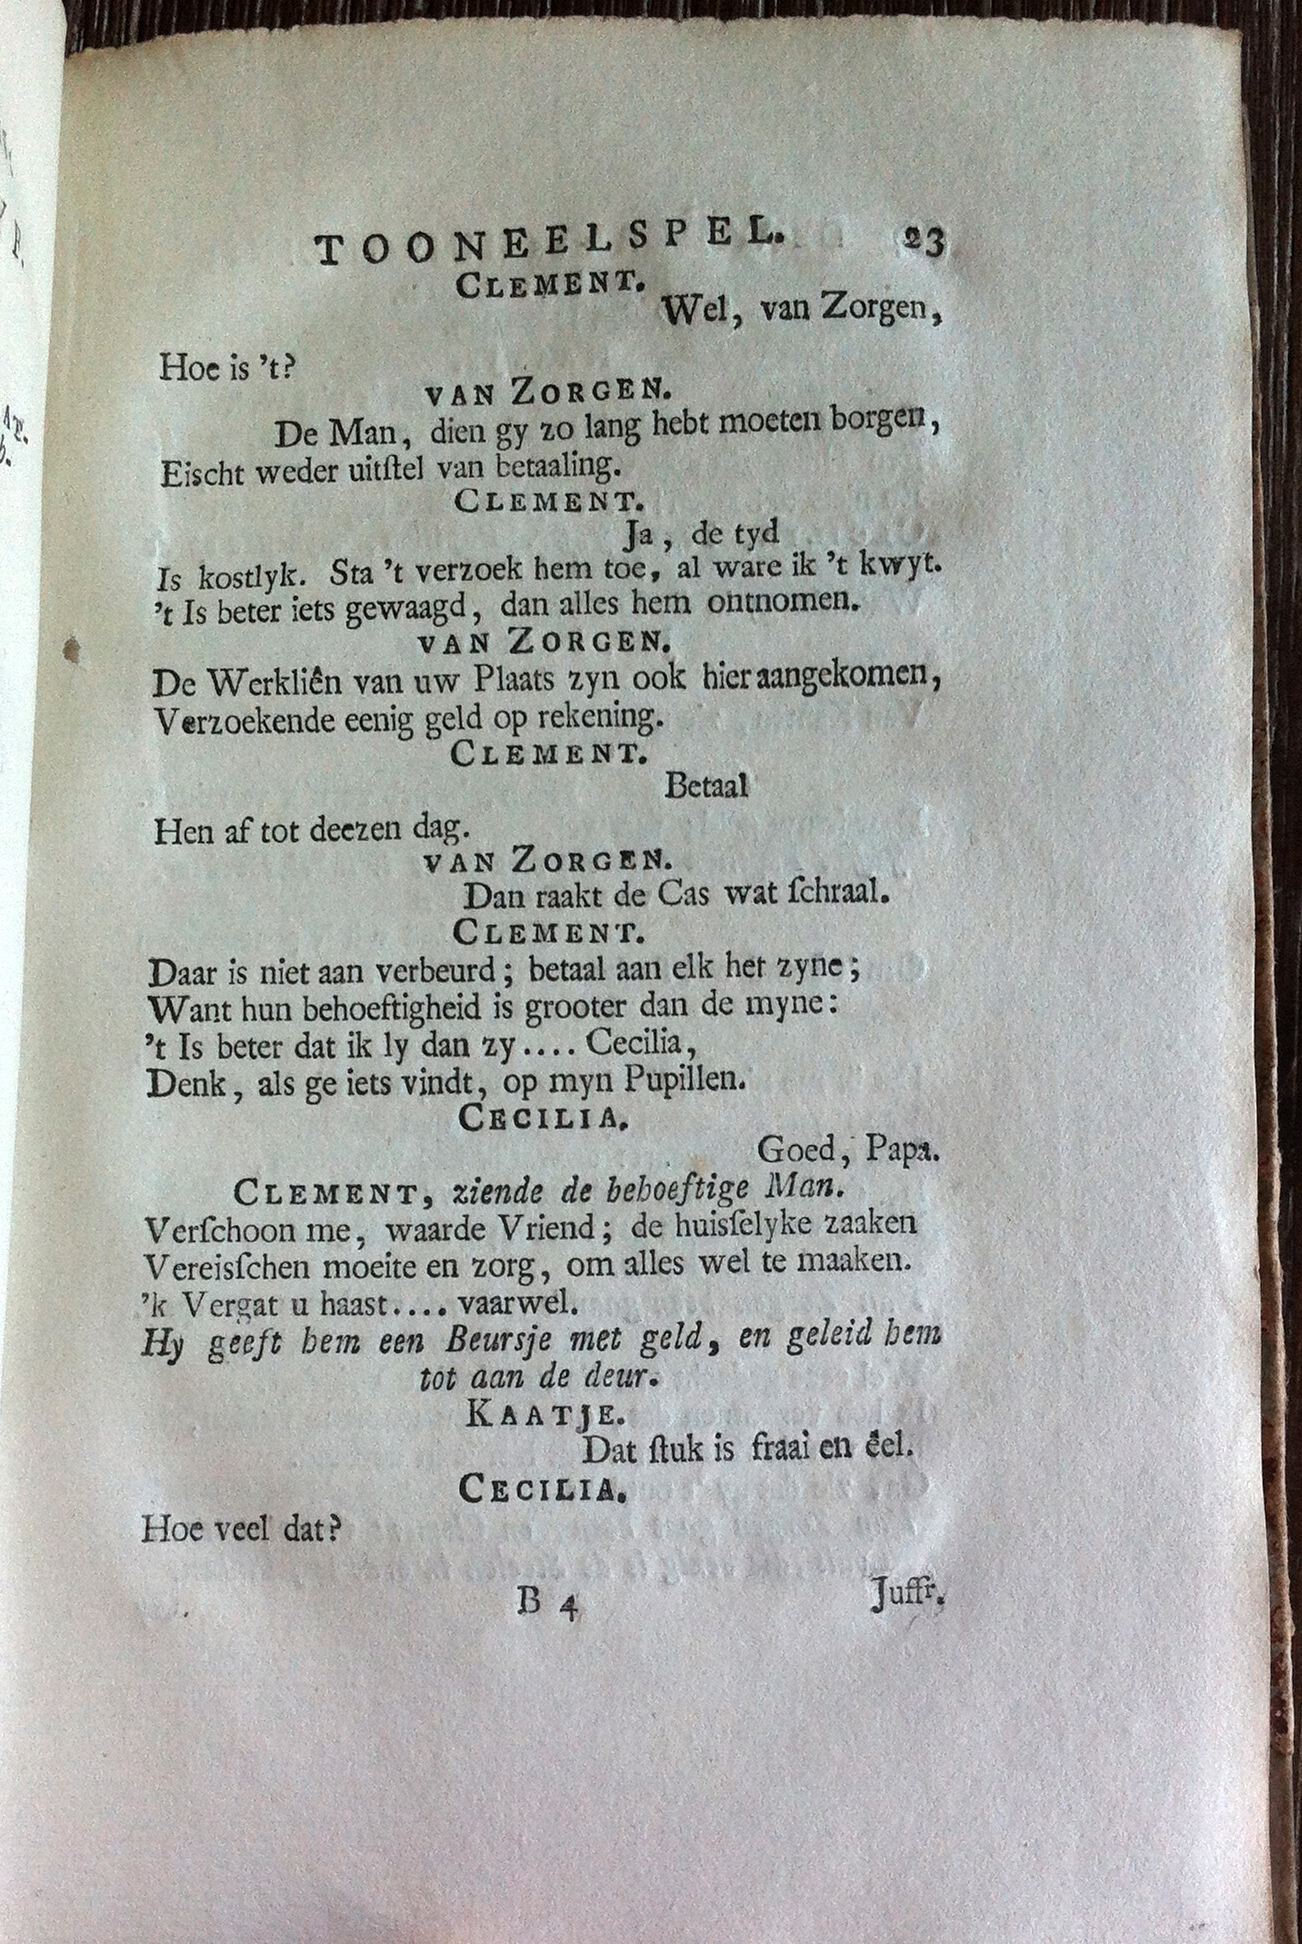 TOONEELSPEL. 23
CLEMENT.
Wel, van Zorgen,
Hoe is 't?
VAN ZORGEN.
De Man, dien gy zo lang hebt moeten borgen,
Eischt weder uitſtel van betaaling.
CLEMENT.
Ja, de tyd
Is kostlyk. Sta 't verzoek hem toe, al ware ik 't kwyt.
't Is beter iets gewaagd, dan alles hem ontnomen.
VAN ZORGEN.
De Werkliên van uw Plaats zyn ook hier aangekomen,
Verzoekende eenig geld op rekening.
CLEMENT.
Betaal
Hen af tot deezen dag.
VAN ZORGEN.
Dan raakt de Cas wat ſchraal.
CLEMENT.
Daar is niet aan verbeurd; betaal aan elk het zyne;
Want hun behoeftigheid is grooter dan de myne:
't Is beter dat ik ly dan zy.... Cecilia,
Denk, als ge iets vindt, op myn Pupillen.
CECILIA.
Goed, Papa.
CLEMENT, ziende de behoeftige Man.
Verſchoon me, waarde Vriend; de huisſelyke zaaken
Vereisſchen moeite en zorg, om alles wel te maaken.
'k Vergat u haast.... vaarwel.
Hy geeft hem een Beursje met geld, en geleid hem
tot aan de deur.
KAATJE.
Dat ſtuk is fraai en êel.
CECILIA.
Hoe veel dat?
B 4 Juffr.